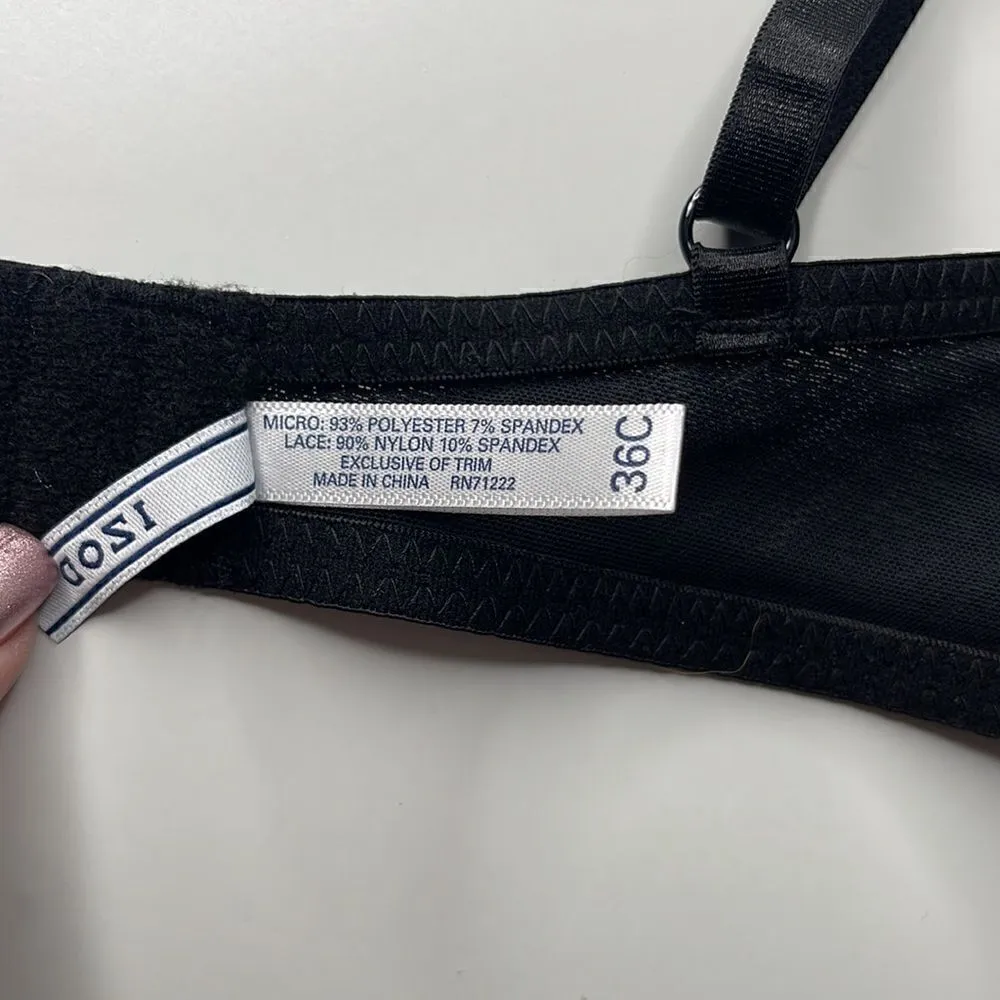 MICRO: 93% POLYESTER 7% SPANDEX
LACE: 90% NYLON 10% SPANDEX
EXCLUSIVE OF TRIM
MADE IN CHINA RN71222
36C
IZOD